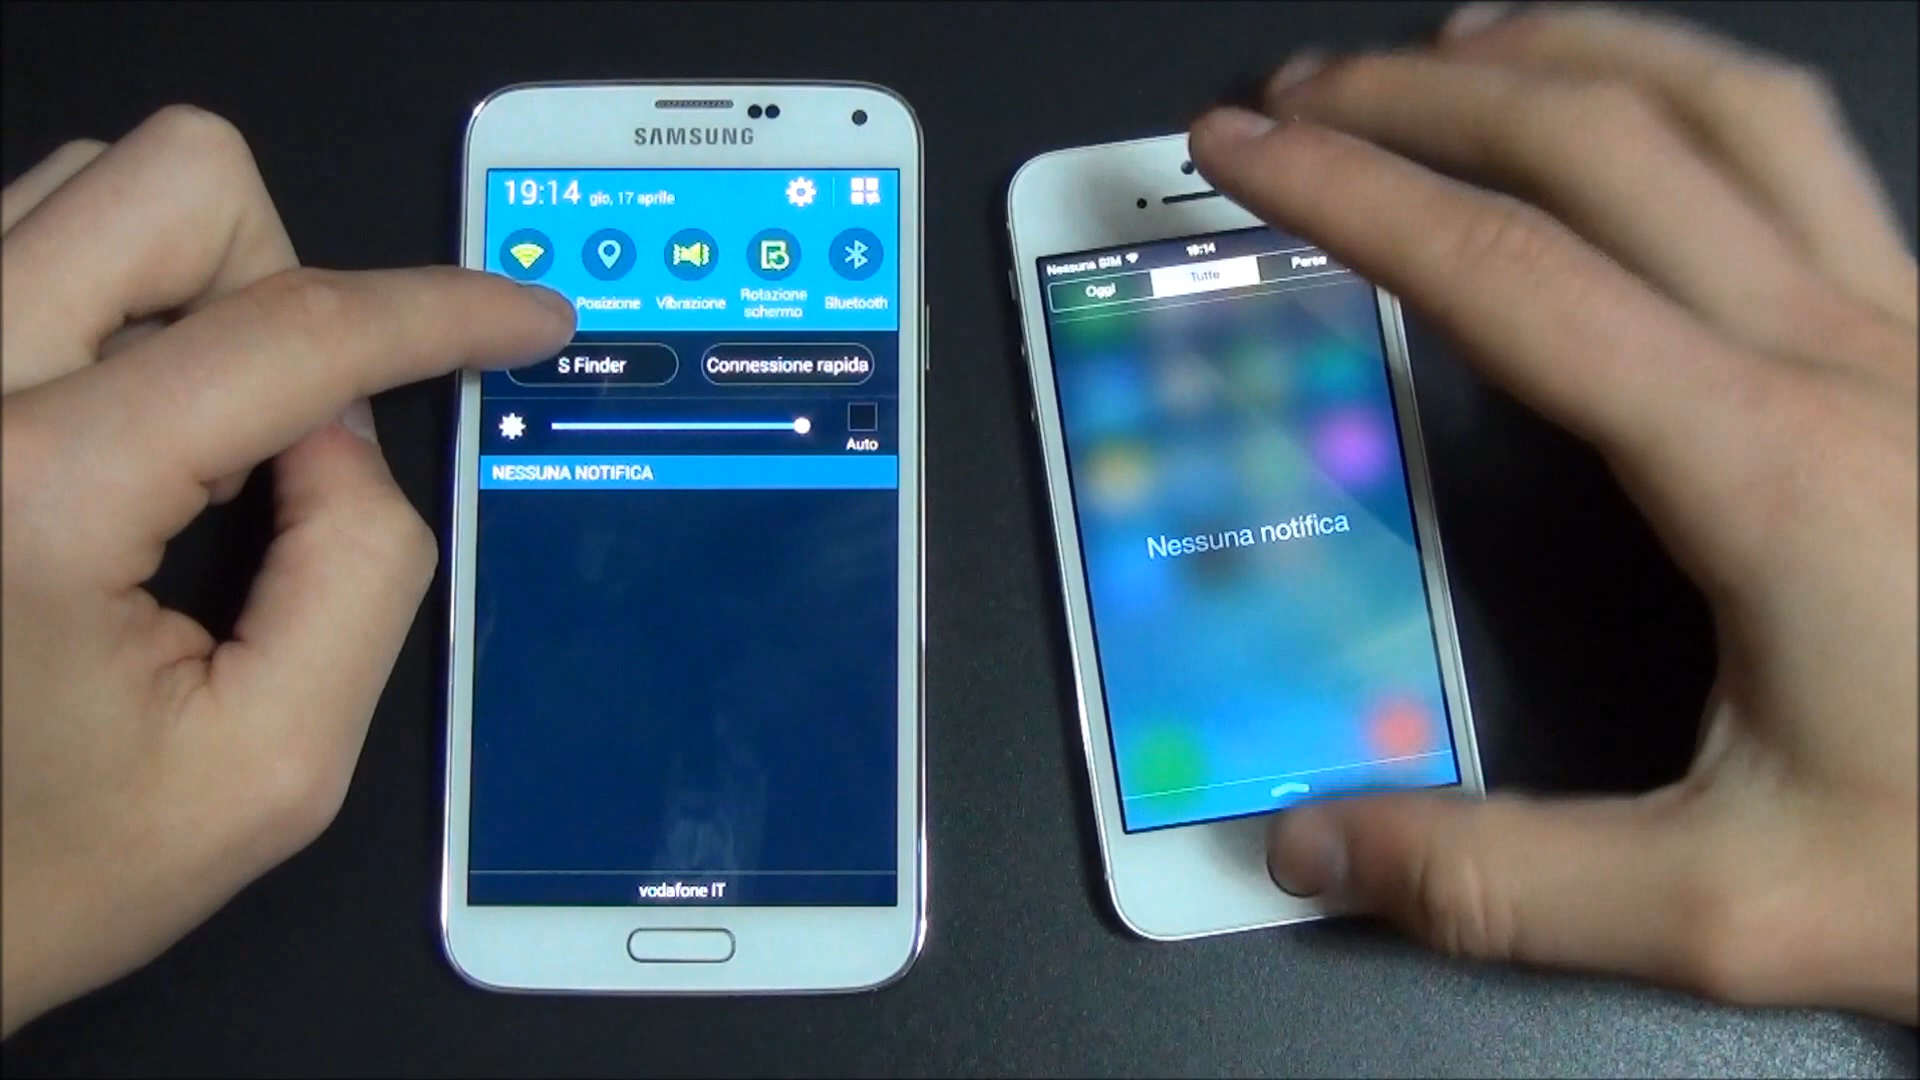 SAMSUNG
19:14 gio, 17 aprile
Posizione
Vibrazione
Rotazione
schermo
Bluetooth
S Finder
Connessione rapida
Auto
NESSUNA NOTIFICA
vodafone IT
Nessuna SIM
19:14
Oggi
Tutte
Perse
Nessuna notifica